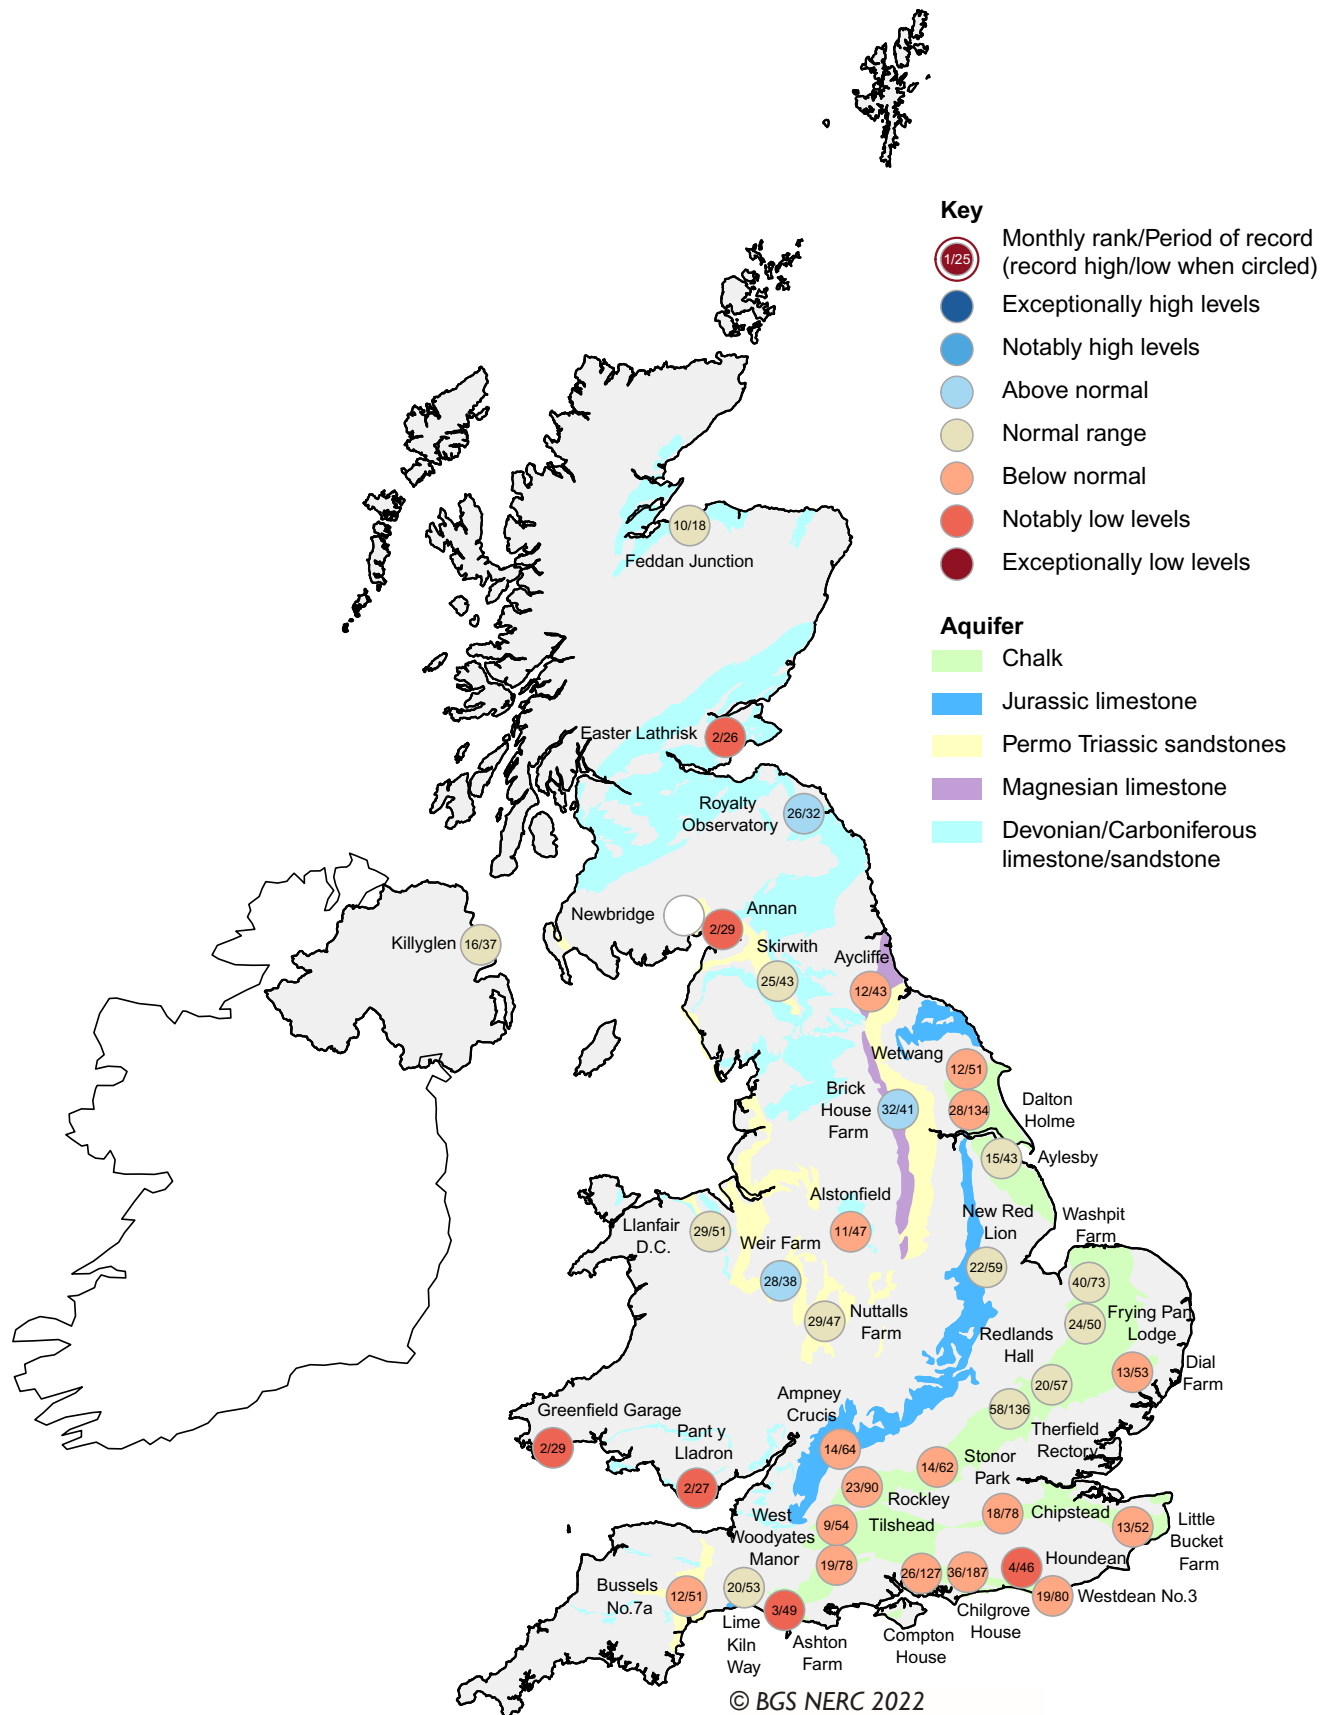 Key
1/25
Monthly rank/Period of record
(record high/low when circled)
Exceptionally high levels
Notably high levels
Above normal
Normal range
Below normal
Notably low levels
Exceptionally low levels
Aquifer
Chalk
Jurassic limestone
Permo Triassic sandstones
Magnesian limestone
Devonian/Carboniferous
limestone/sandstone
10/18
Feddan Junction
Easter Lathrisk
2/26
Royalty
Observatory
26/32
Newbridge
Annan
2/29
Killyglen
16/37
Skirwith
25/43
Aycliffe
12/43
Wetwang
12/51
Brick
House
Farm
32/41
28/134
Dalton
Holme
15/43
Aylesby
Alstonfield
11/47
Llanfair
D.C.
29/51
Weir Farm
28/38
New Red
Lion
22/59
Washpit
Farm
40/73
Nuttalls
Farm
29/47
24/50
Frying Pan
Lodge
Redlands
Hall
20/57
13/53
Dial
Farm
58/136
Therfield
Rectory
Ampney
Crucis
14/64
Greenfield Garage
2/29
Pant y
Lladron
2/27
14/62
Stonor
Park
23/90
Rockley
West
Woodyates
Manor
9/54
Tilshead
18/78
Chipstead
13/52
Little
Bucket
Farm
19/78
26/127
36/187
4/46
Houndean
19/80
Westdean No.3
Bussels
No.7a
12/51
20/53
Lime
Kiln
Way
3/49
Ashton
Farm
Compton
House
Chilgrove
House
© BGS NERC 2022